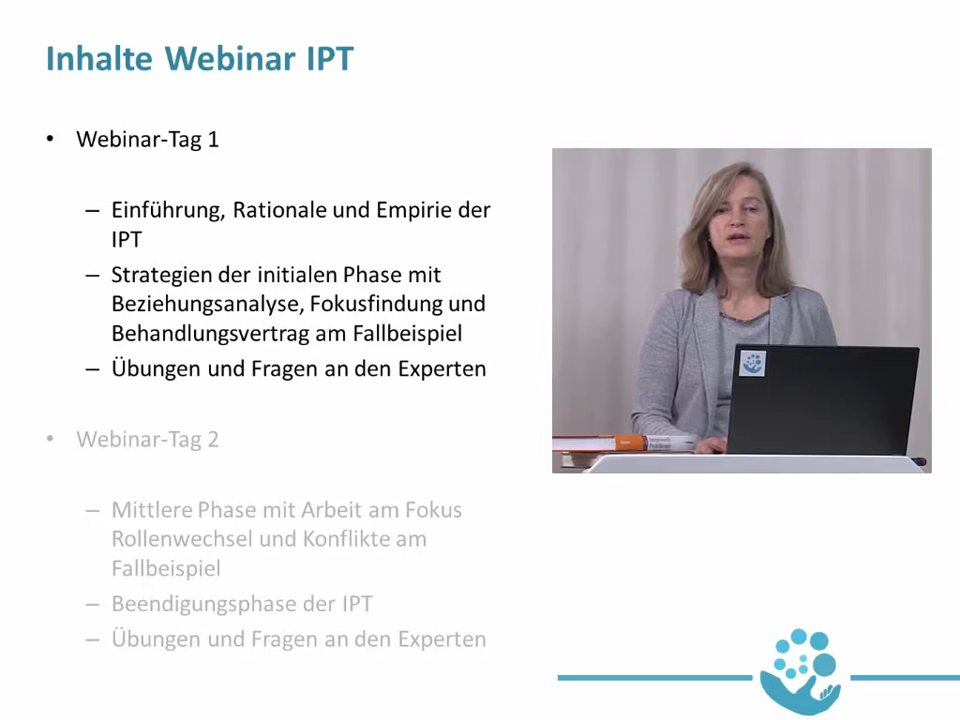 Inhalte Webinar IPT
• Webinar-Tag 1
– Einführung, Rationale und Empirie der
IPT
– Strategien der initialen Phase mit
Beziehungsanalyse, Fokusfindung und
Behandlungsvertrag am Fallbeispiel
– Übungen und Fragen an den Experten
• Webinar-Tag 2
– Mittlere Phase mit Arbeit am Fokus
Rollenwechsel und Konflikte am
Fallbeispiel
– Beendigungsphase der IPT
– Übungen und Fragen an den Experten